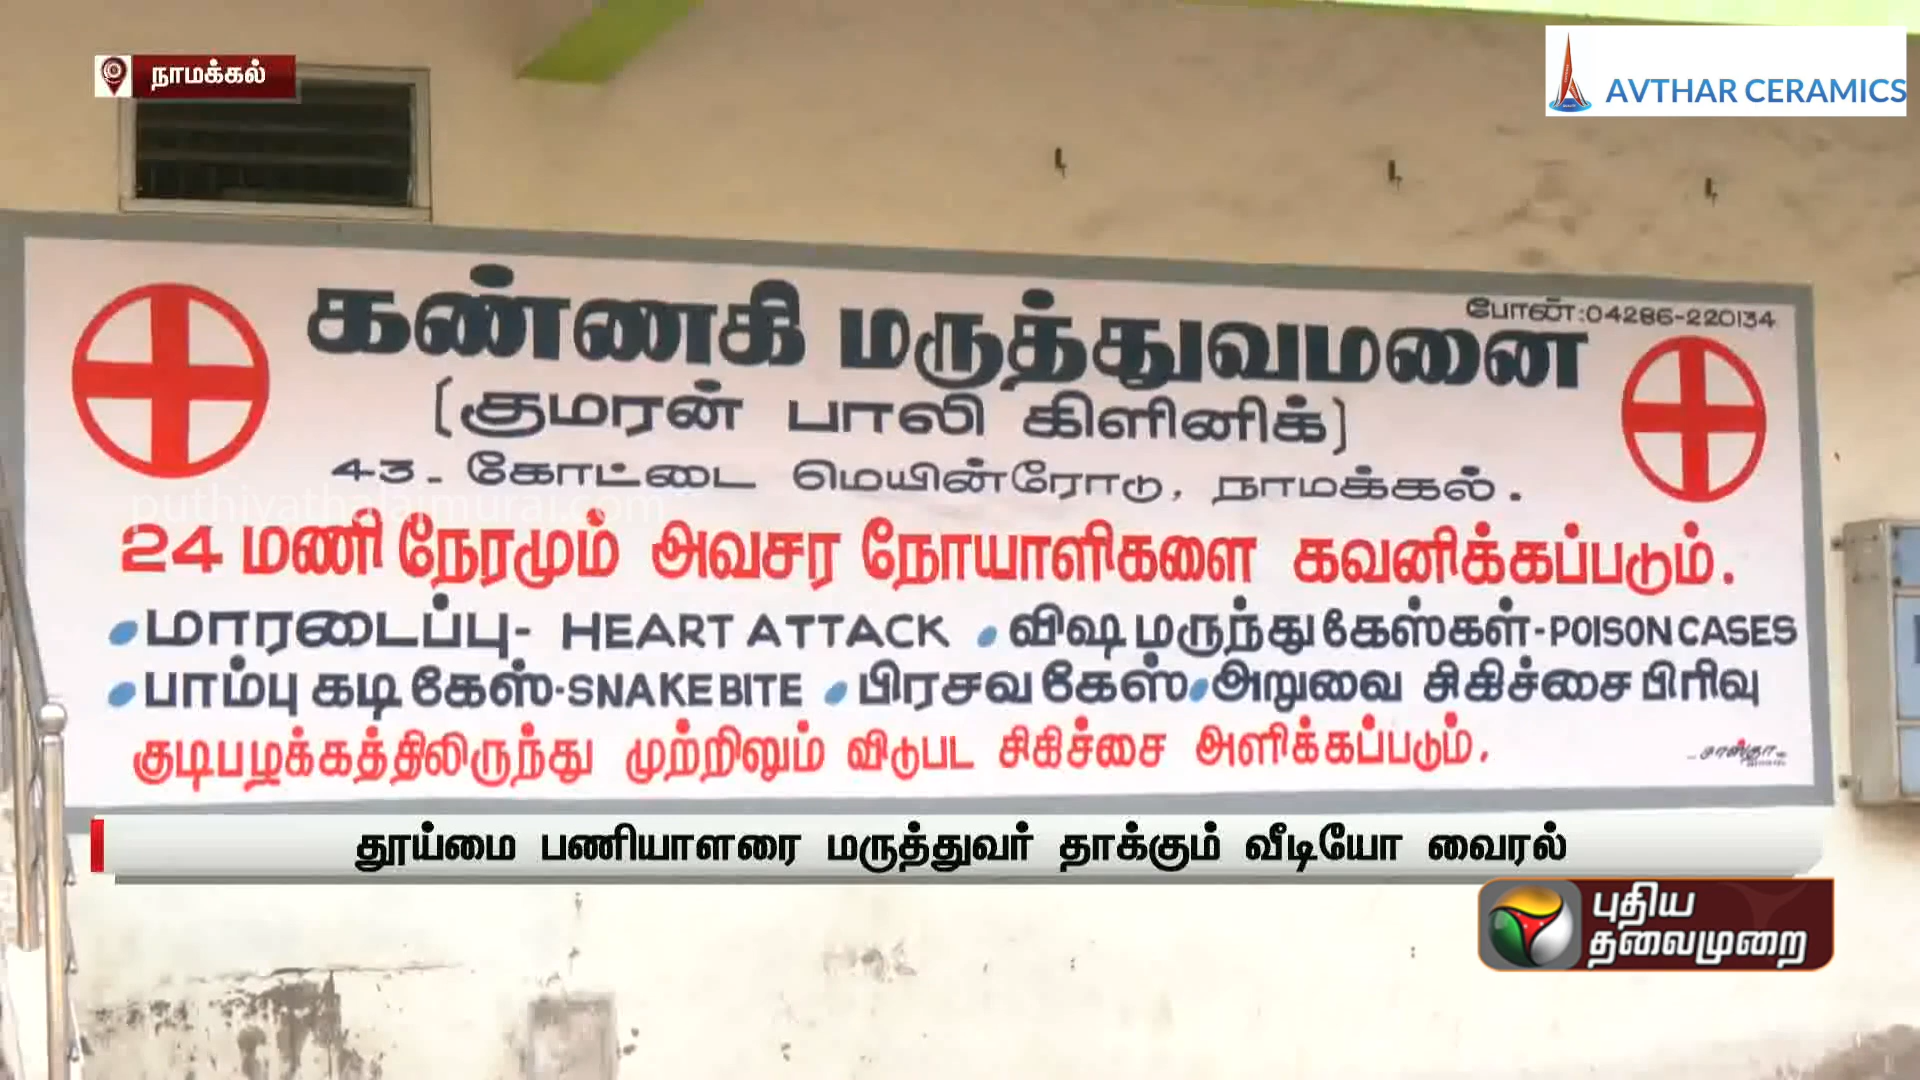 நாமக்கல்
AVTHAR CERAMICS
போன்:04286-220134
கண்ணகி மருத்துவமனை
(குமரன் பாலி கிளினிக்)
43 - கோட்டை மெயின்ரோடு, நாமக்கல்.
puthiyathalaimurai.com
24 மணி நேரமும் அவசர நோயாளிகளை கவனிக்கப்படும்.
மாரடைப்பு - HEART ATTACK • விஷ மருந்து கேஸ்கள் - POISON CASES
பாம்பு கடி கேஸ் - SNAKE BITE • பிரசவ கேஸ் • அறுவை சிகிச்சை பிரிவு
குடிபழக்கத்திலிருந்து முற்றிலும் விடுபட சிகிச்சை அளிக்கப்படும்.
சாஸ்தா
தூய்மை பணியாளரை மருத்துவர் தாக்கும் வீடியோ வைரல்
புதிய
தலைமுறை